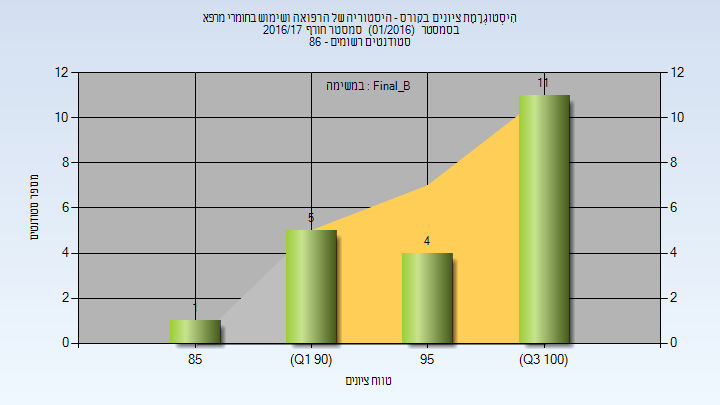 הִיסְטוֹגְרַמַת ציונים בקורס - היסטוריה של הרפואה ושימוש בחומרי מרפא
בסמסטר (01/2016) סמסטר חורף 2016/17
סטודנטים רשומים - 86
במשימה : Final_B
12 12
10 10
8 8
6 6
4 4
2 2
0 0
1
5
4
11
85
(Q1 90)
95
(Q3 100)
מספר סטודנטים
טווח ציונים